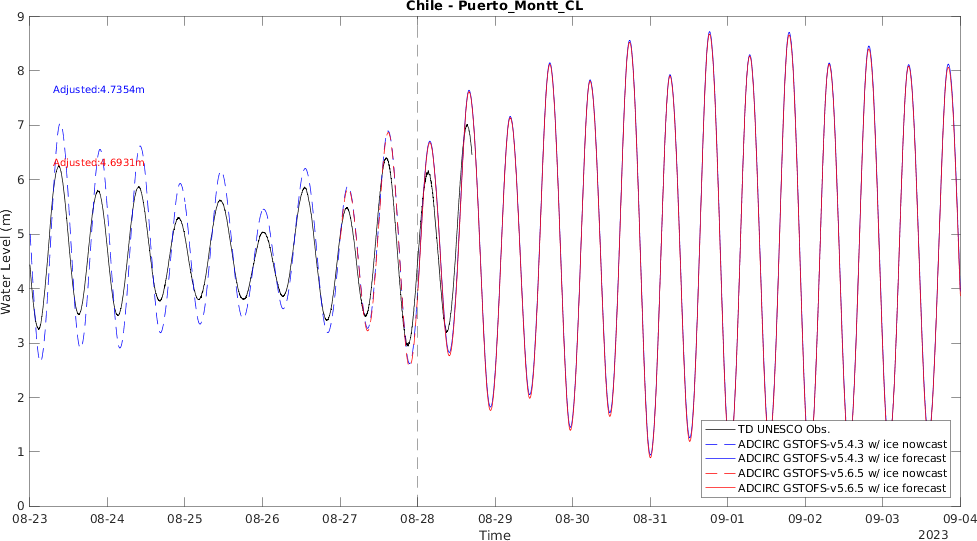 Chile - Puerto_Montt_CL
9
8
7
6
5
4
3
2
1
0
Water Level (m)
Adjusted:4.7354m
Adjusted:4.6931m
TD UNESCO Obs.
ADCIRC GSTOFS-v5.4.3 w/ ice nowcast
ADCIRC GSTOFS-v5.4.3 w/ ice forecast
ADCIRC GSTOFS-v5.6.5 w/ ice nowcast
ADCIRC GSTOFS-v5.6.5 w/ ice forecast
08-23 08-24 08-25 08-26 08-27 08-28 08-29 08-30 08-31 09-01 09-02 09-03 09-04
Time
2023